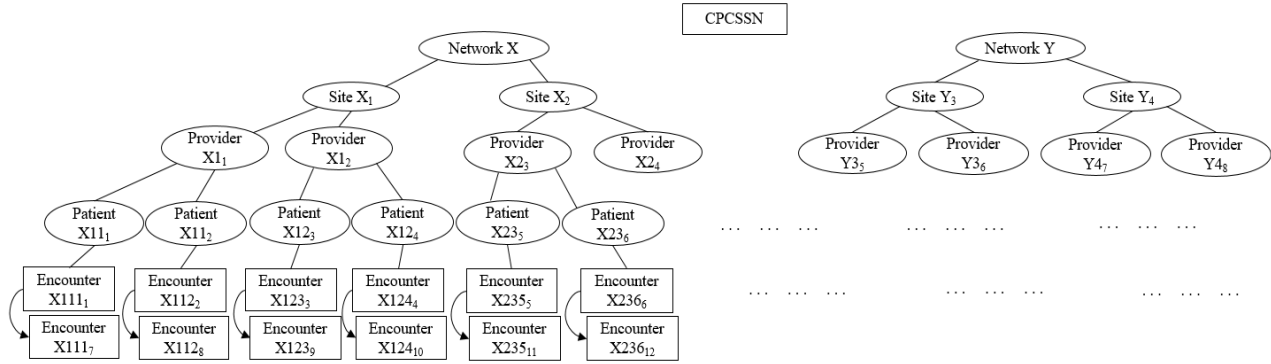 CPCSSN
Network X
Network Y
Site X₁
Site X₂
Site Y₃
Site Y₄
Provider
X1₁
Provider
X1₂
Provider
X2₃
Provider
X2₄
Provider
Y3₅
Provider
Y3₆
Provider
Y4₇
Provider
Y4₈
Patient
X11₁
Patient
X11₂
Patient
X12₃
Patient
X12₄
Patient
X23₅
Patient
X23₆
... ... ...
... ... ...
... ... ...
Encounter
X111₁
Encounter
X112₂
Encounter
X123₃
Encounter
X124₄
Encounter
X235₅
Encounter
X236₆
... ... ...
... ... ...
... ... ...
Encounter
X111₇
Encounter
X112₈
Encounter
X123₉
Encounter
X124₁₀
Encounter
X235₁₁
Encounter
X236₁₂